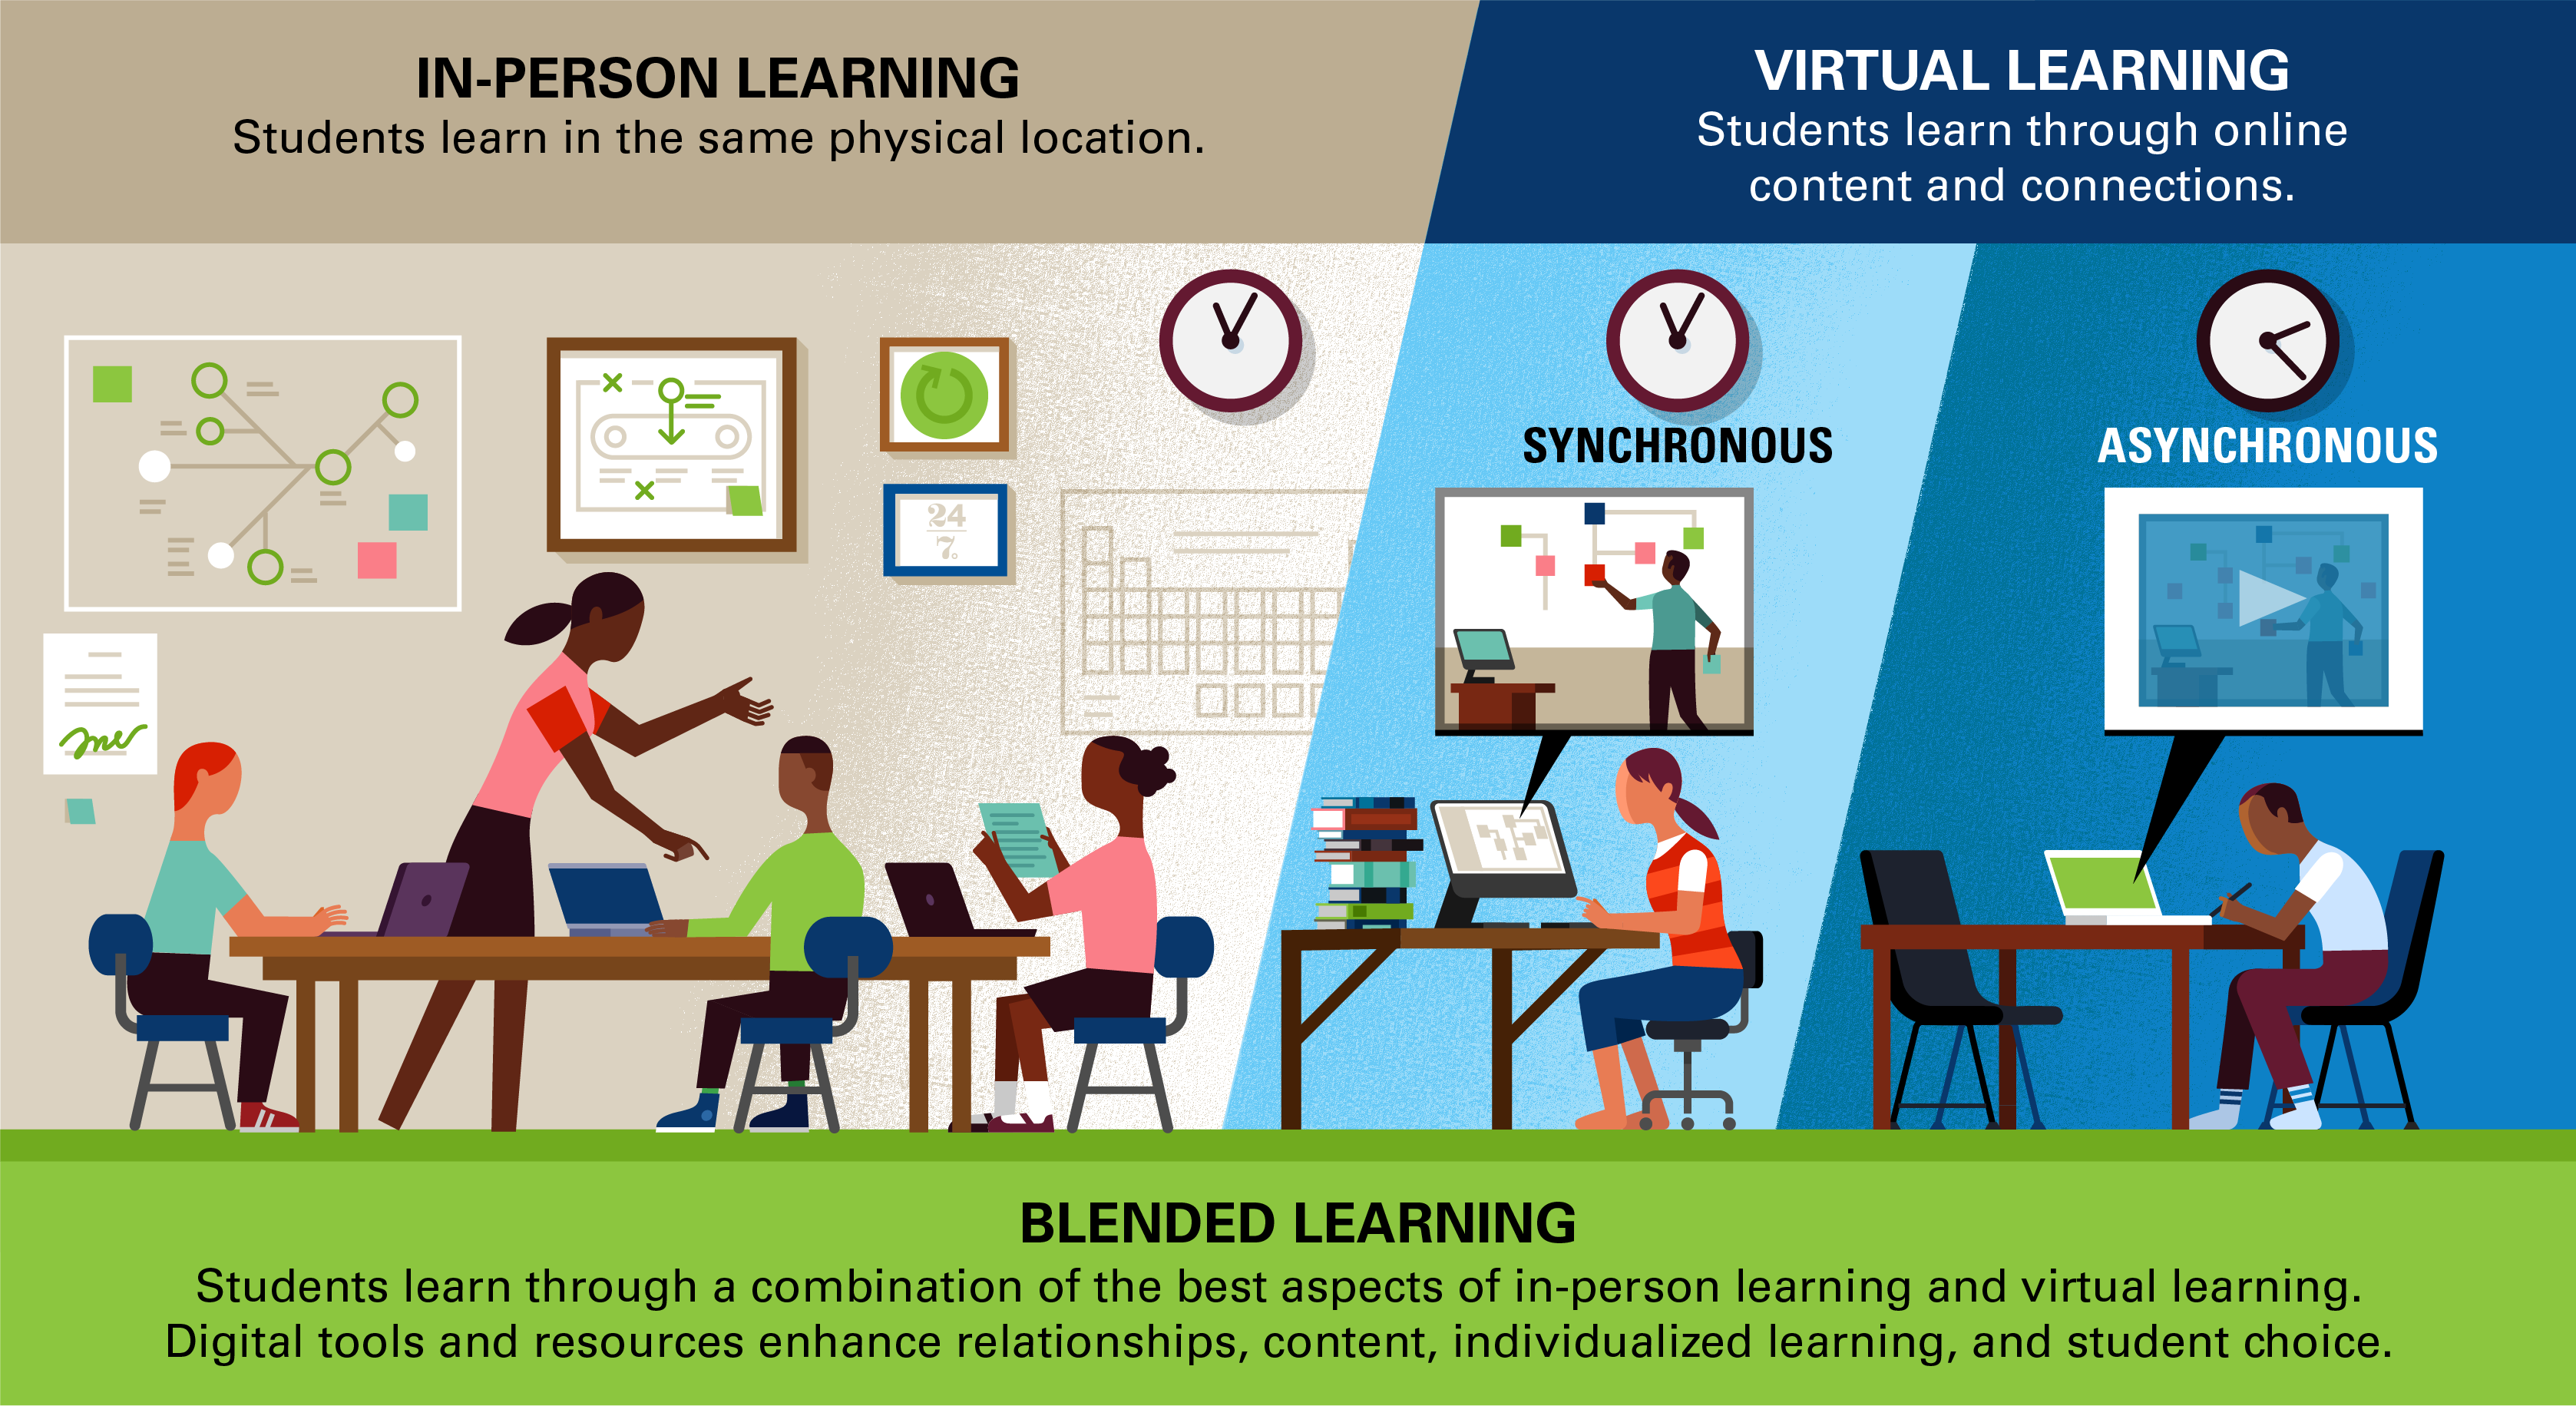 IN-PERSON LEARNING
Students learn in the same physical location.
VIRTUAL LEARNING
Students learn through online
content and connections.
SYNCHRONOUS
ASYNCHRONOUS
24
7.
me
BLENDED LEARNING
Students learn through a combination of the best aspects of in-person learning and virtual learning.
Digital tools and resources enhance relationships, content, individualized learning, and student choice.